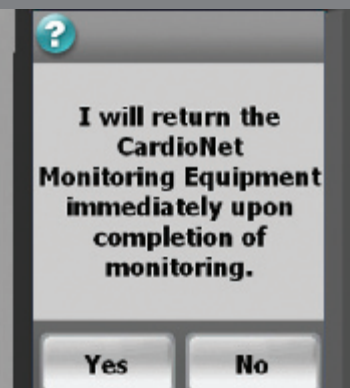 ?
I will return the
CardioNet
Monitoring Equipment
immediately upon
completion of
monitoring.
Yes No